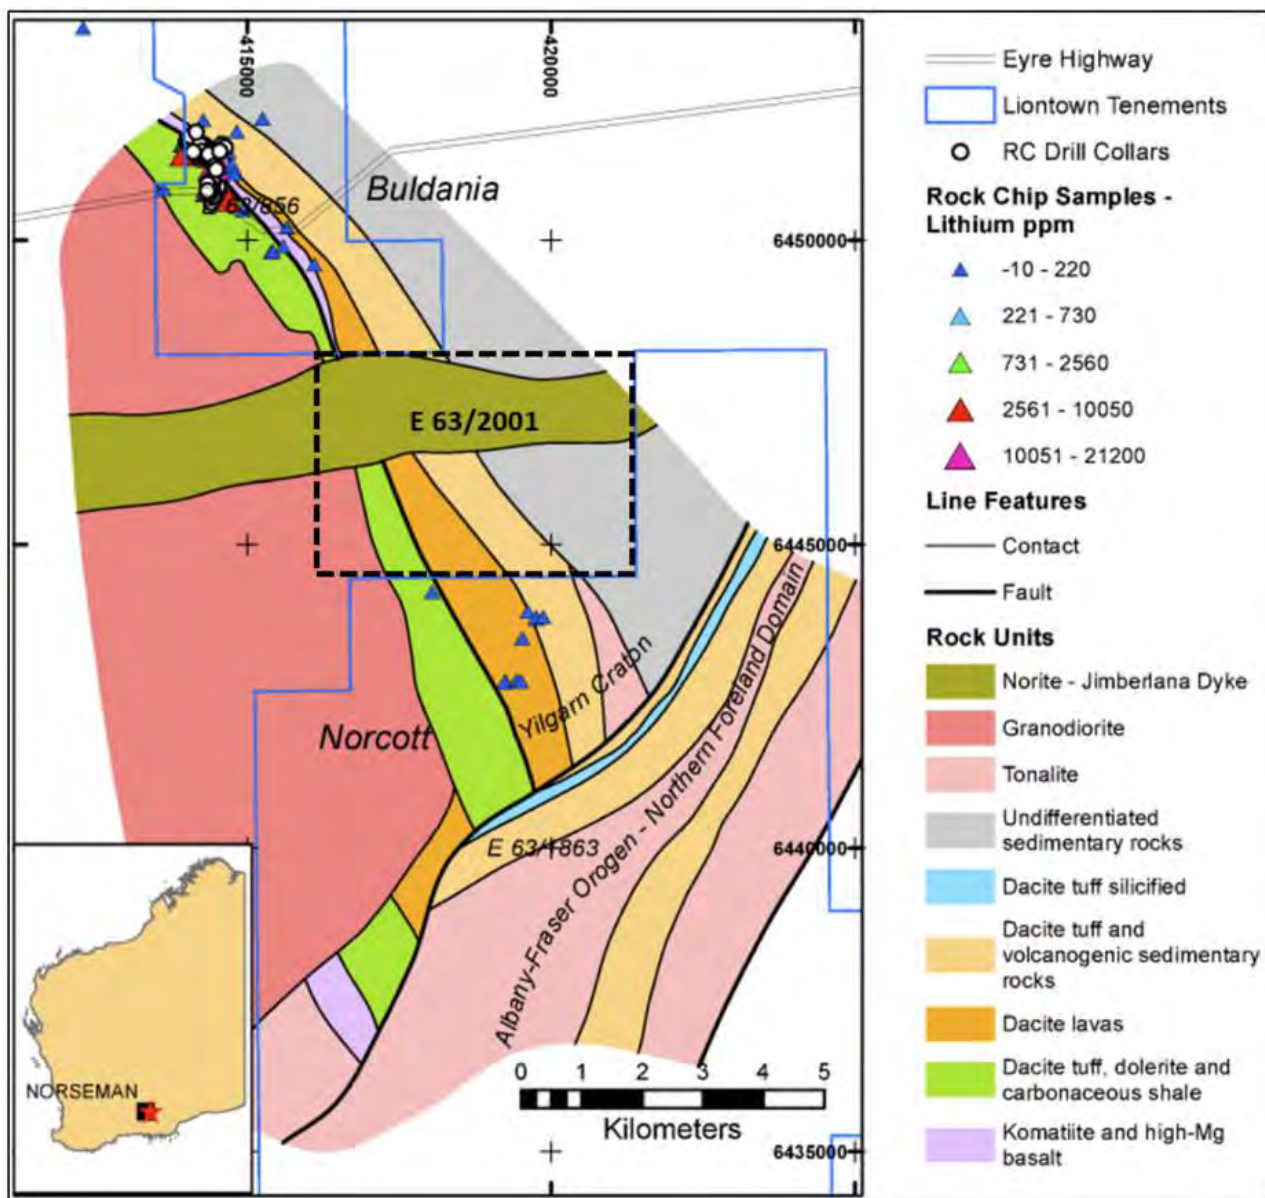 415000
420000
Buldania
63/856
6450000
E 63/2001
6445000
Yilgarn Craton
Norcott
Albany-Fraser Orogen - Northern Foreland Domain
E 63/1863
6440000
0 1 2 3 4 5
Kilometers
6435000
NORSEMAN
Eyre Highway
Liontown Tenements
RC Drill Collars
Rock Chip Samples -
Lithium ppm
-10 - 220
221 - 730
731 - 2560
2561 - 10050
10051 - 21200
Line Features
Contact
Fault
Rock Units
Norite - Jimberlana Dyke
Granodiorite
Tonalite
Undifferentiated
sedimentary rocks
Dacite tuff silicified
Dacite tuff and
volcanogenic sedimentary
rocks
Dacite lavas
Dacite tuff, dolerite and
carbonaceous shale
Komatiite and high-Mg
basalt